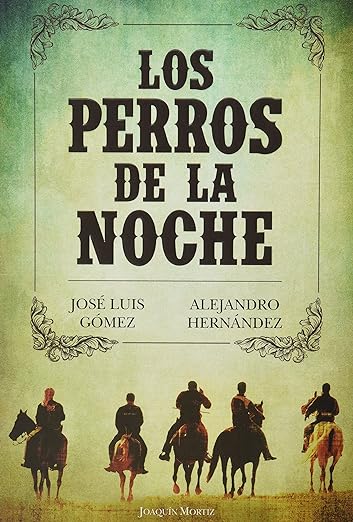 LOS
PERROS
DE LA
NOCHE
JOSÉ LUIS ALEJANDRO
GÓMEZ HERNÁNDEZ
JOAQUÍN MORTIZ